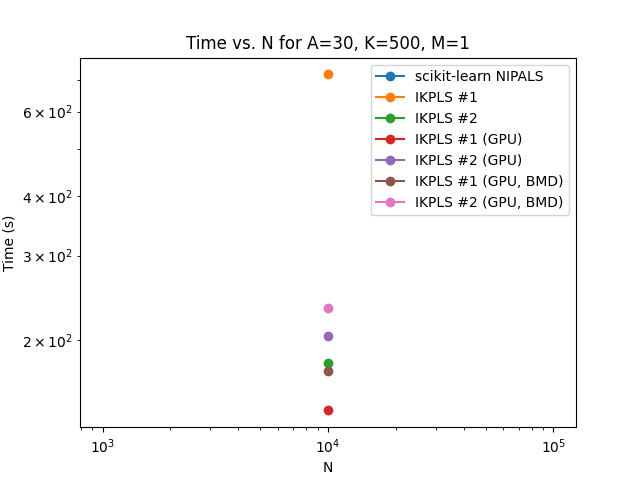 Time vs. N for A=30, K=500, M=1
scikit-learn NIPALS
IKPLS #1
IKPLS #2
IKPLS #1 (GPU)
IKPLS #2 (GPU)
IKPLS #1 (GPU, BMD)
IKPLS #2 (GPU, BMD)
Time (s)
6 × 10²
4 × 10²
3 × 10²
2 × 10²
10³
10⁴
10⁵
N